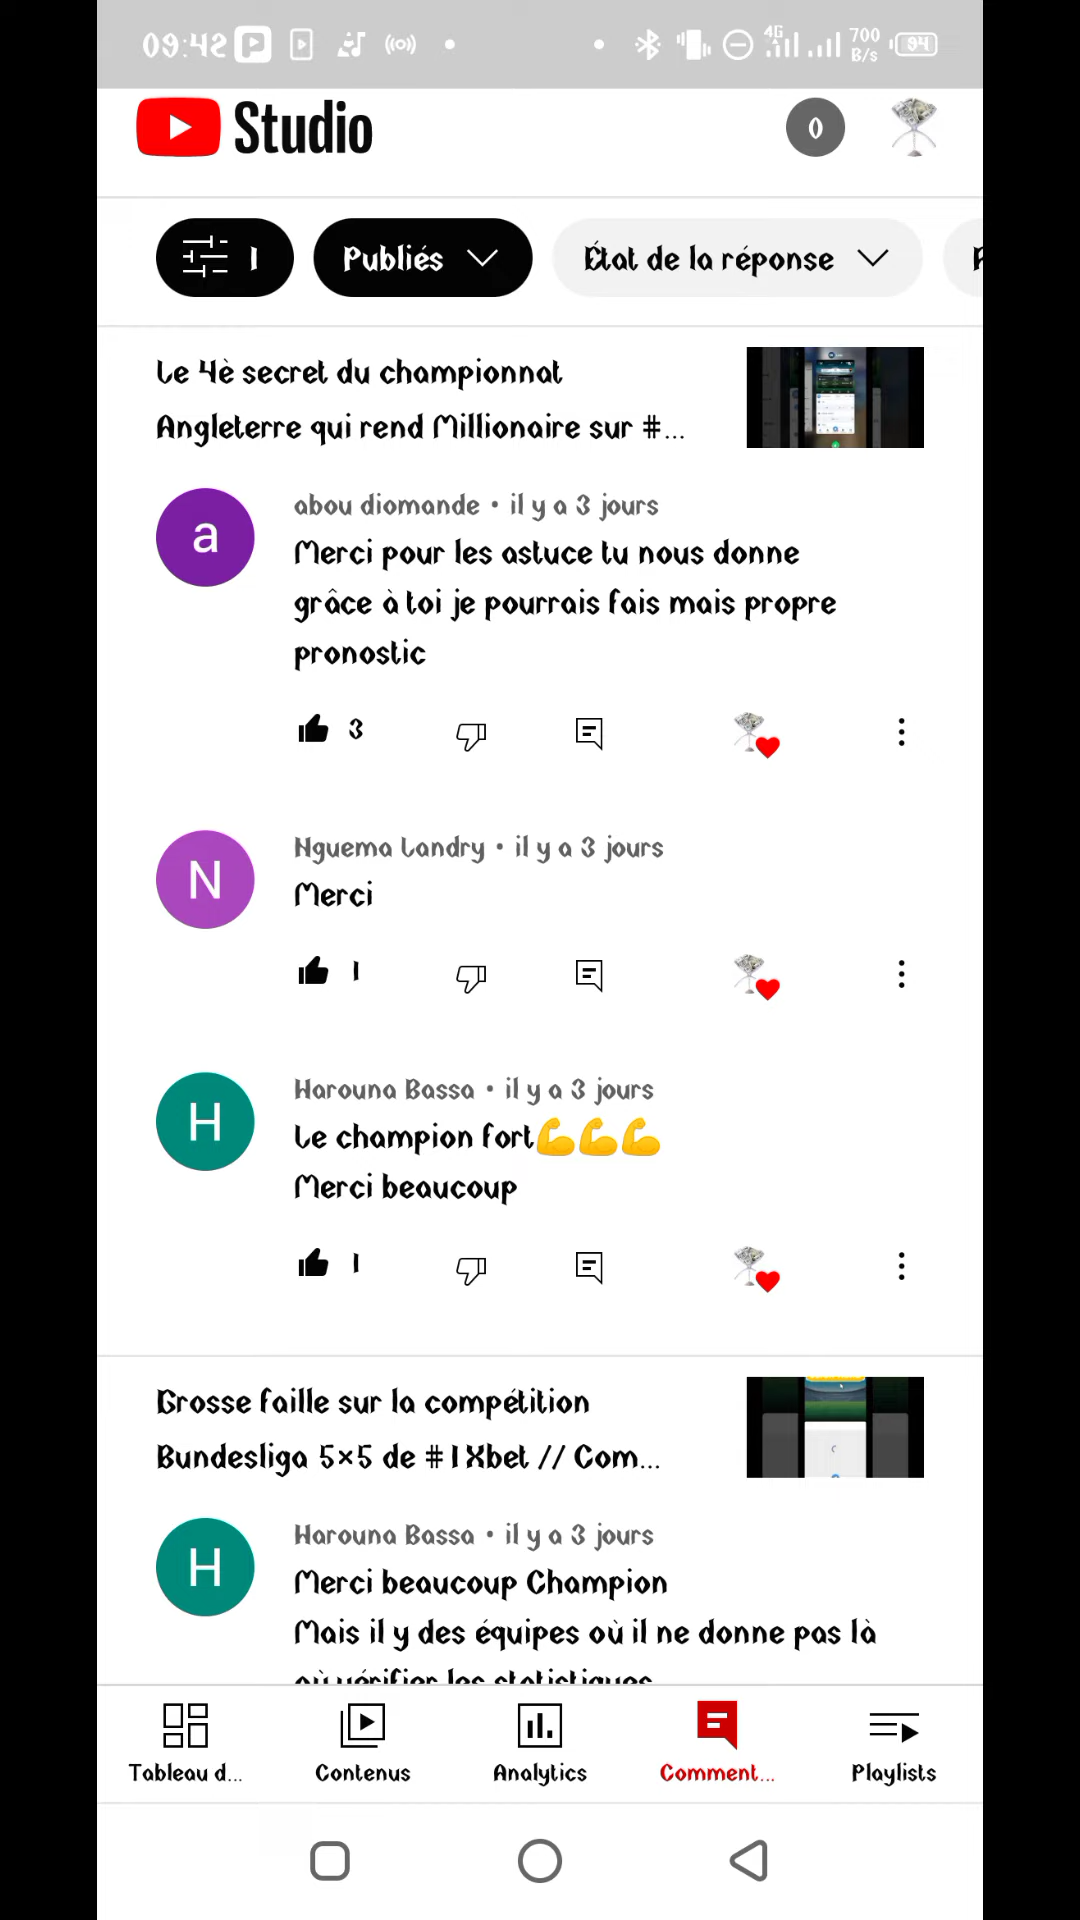 09:42 4G 700 B/s 94
Studio 0
1 Publiés État de la réponse
Le 4è secret du championnat
Angleterre qui rend Millionaire sur #...
a abou diomande • il y a 3 jours
Merci pour les astuce tu nous donne
grâce à toi je pourrais fais mais propre
pronostic
3
N Nguema Landry • il y a 3 jours
Merci
1
H Harouna Bassa • il y a 3 jours
Le champion fort💪💪💪
Merci beaucoup
1
Grosse faille sur la compétition
Bundesliga 5×5 de #1Xbet // Com...
H Harouna Bassa • il y a 3 jours
Merci beaucoup Champion
Mais il y des équipes où il ne donne pas là
où vérifier les statistiques
Tableau d... Contenus Analytics Comment... Playlists